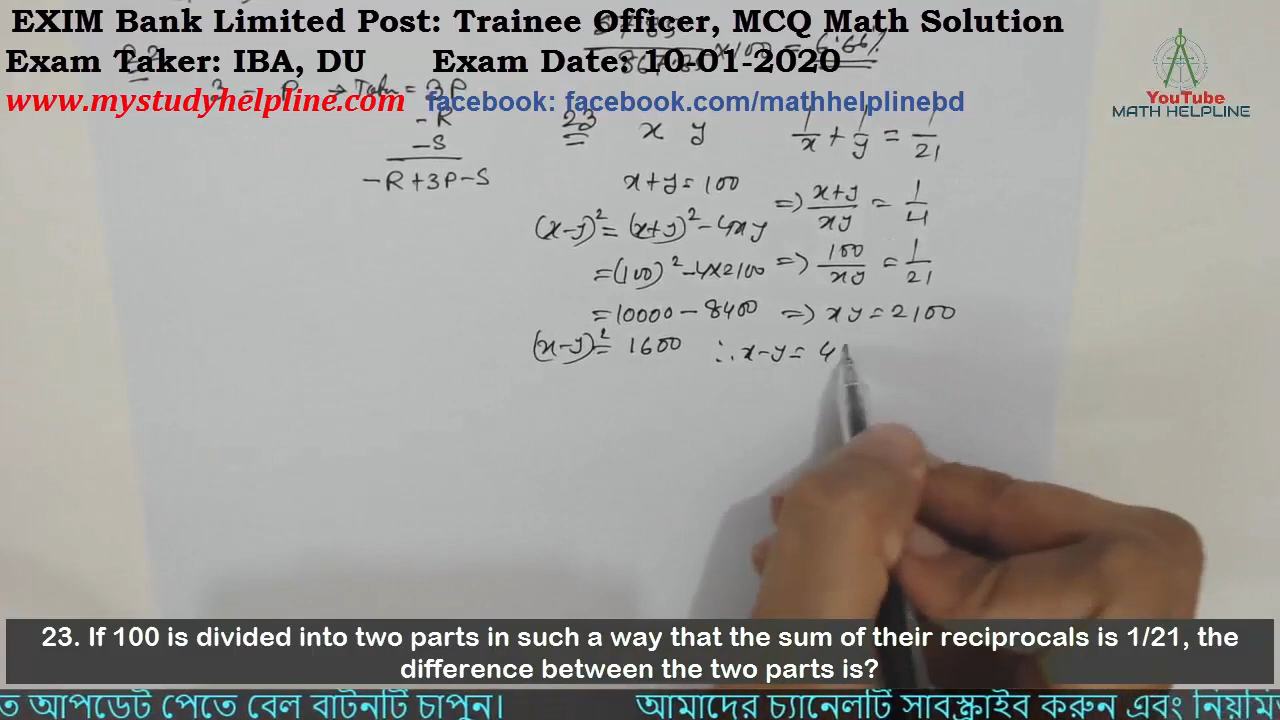 EXIM Bank Limited Post: Trainee Officer, MCQ Math Solution
Exam Taker: IBA, DU Exam Date: 10-01-2020
www.mystudyhelpline.com facebook: facebook.com/mathhelplinebd
YouTube
MATH HELPLINE
×100 = 6.66%
= 3P
-R
-S
-R+3P-S
23 x y 1/x + 1/y = 1/21
x+y=100
=> x+y/xy = 1/4
(x-y)² = (x+y)² - 4xy
=(100)² -4×2100 => 100/xy = 1/21
=10000-8400 => xy=2100
(x-y)² = 1600 ∴ x-y= 4
23. If 100 is divided into two parts in such a way that the sum of their reciprocals is 1/21, the
difference between the two parts is?
ত আপডেট পেতে বেল বাটনটি চাপুন। আমাদের চ্যানেলটি সাবস্ক্রাইব করুন এবং নিয়মি